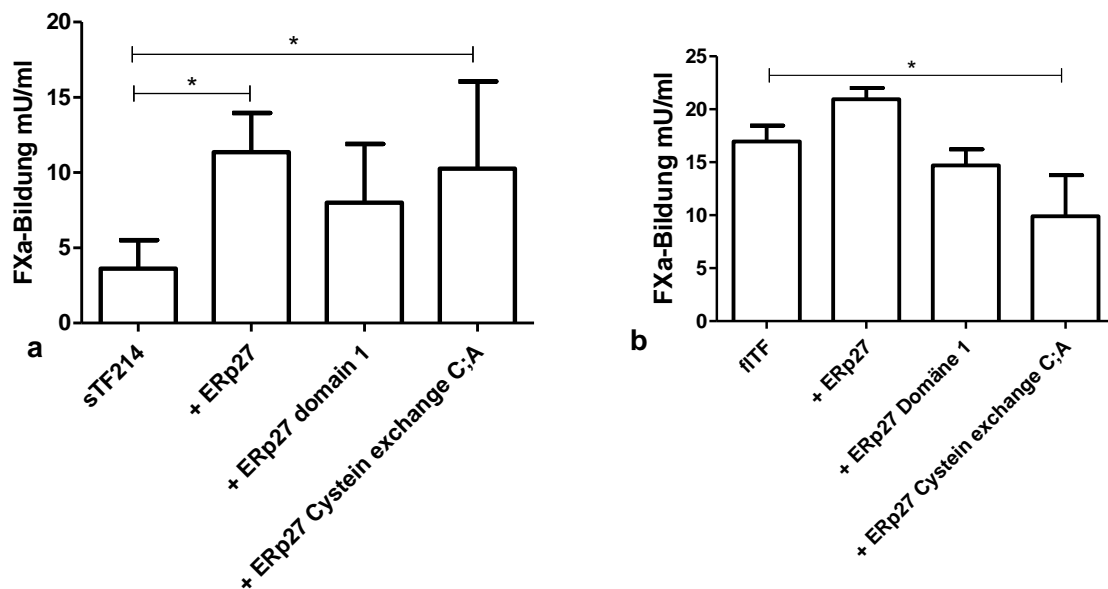 20
15
10
5
0
FXa-Bildung mU/ml
*
*
a
sTF214
+ ERp27
+ ERp27 domain 1
+ ERp27 Cystein exchange C;A
25
20
15
10
5
0
FXa-Bildung mU/ml
*
b
flTF
+ ERp27
+ ERp27 Domäne 1
+ ERp27 Cystein exchange C;A